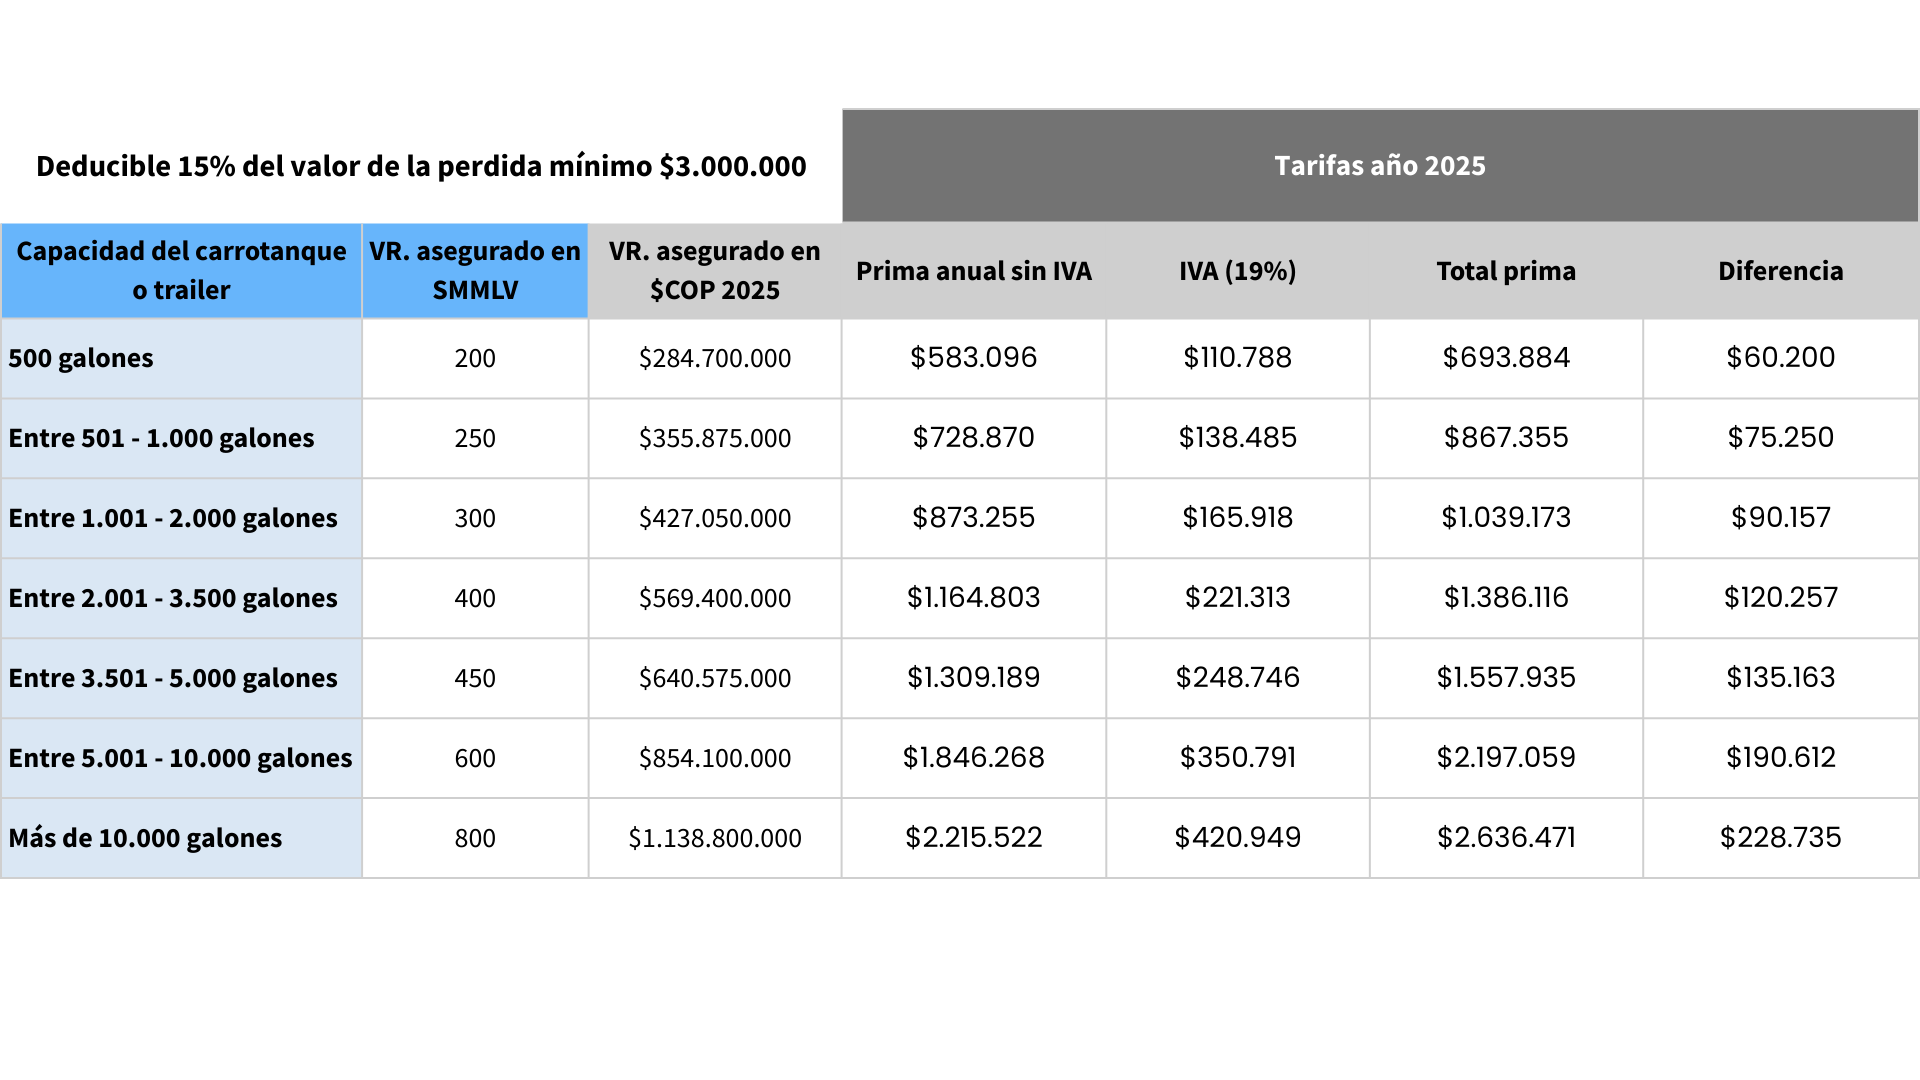 Deducible 15% del valor de la perdida mínimo $3.000.000
Tarifas año 2025
Capacidad del carrotanque
o trailer
VR. asegurado en
SMMLV
VR. asegurado en
$COP 2025
Prima anual sin IVA
IVA (19%)
Total prima
Diferencia
500 galones 200 $284.700.000 $583.096 $110.788 $693.884 $60.200
Entre 501 - 1.000 galones 250 $355.875.000 $728.870 $138.485 $867.355 $75.250
Entre 1.001 - 2.000 galones 300 $427.050.000 $873.255 $165.918 $1.039.173 $90.157
Entre 2.001 - 3.500 galones 400 $569.400.000 $1.164.803 $221.313 $1.386.116 $120.257
Entre 3.501 - 5.000 galones 450 $640.575.000 $1.309.189 $248.746 $1.557.935 $135.163
Entre 5.001 - 10.000 galones 600 $854.100.000 $1.846.268 $350.791 $2.197.059 $190.612
Más de 10.000 galones 800 $1.138.800.000 $2.215.522 $420.949 $2.636.471 $228.735